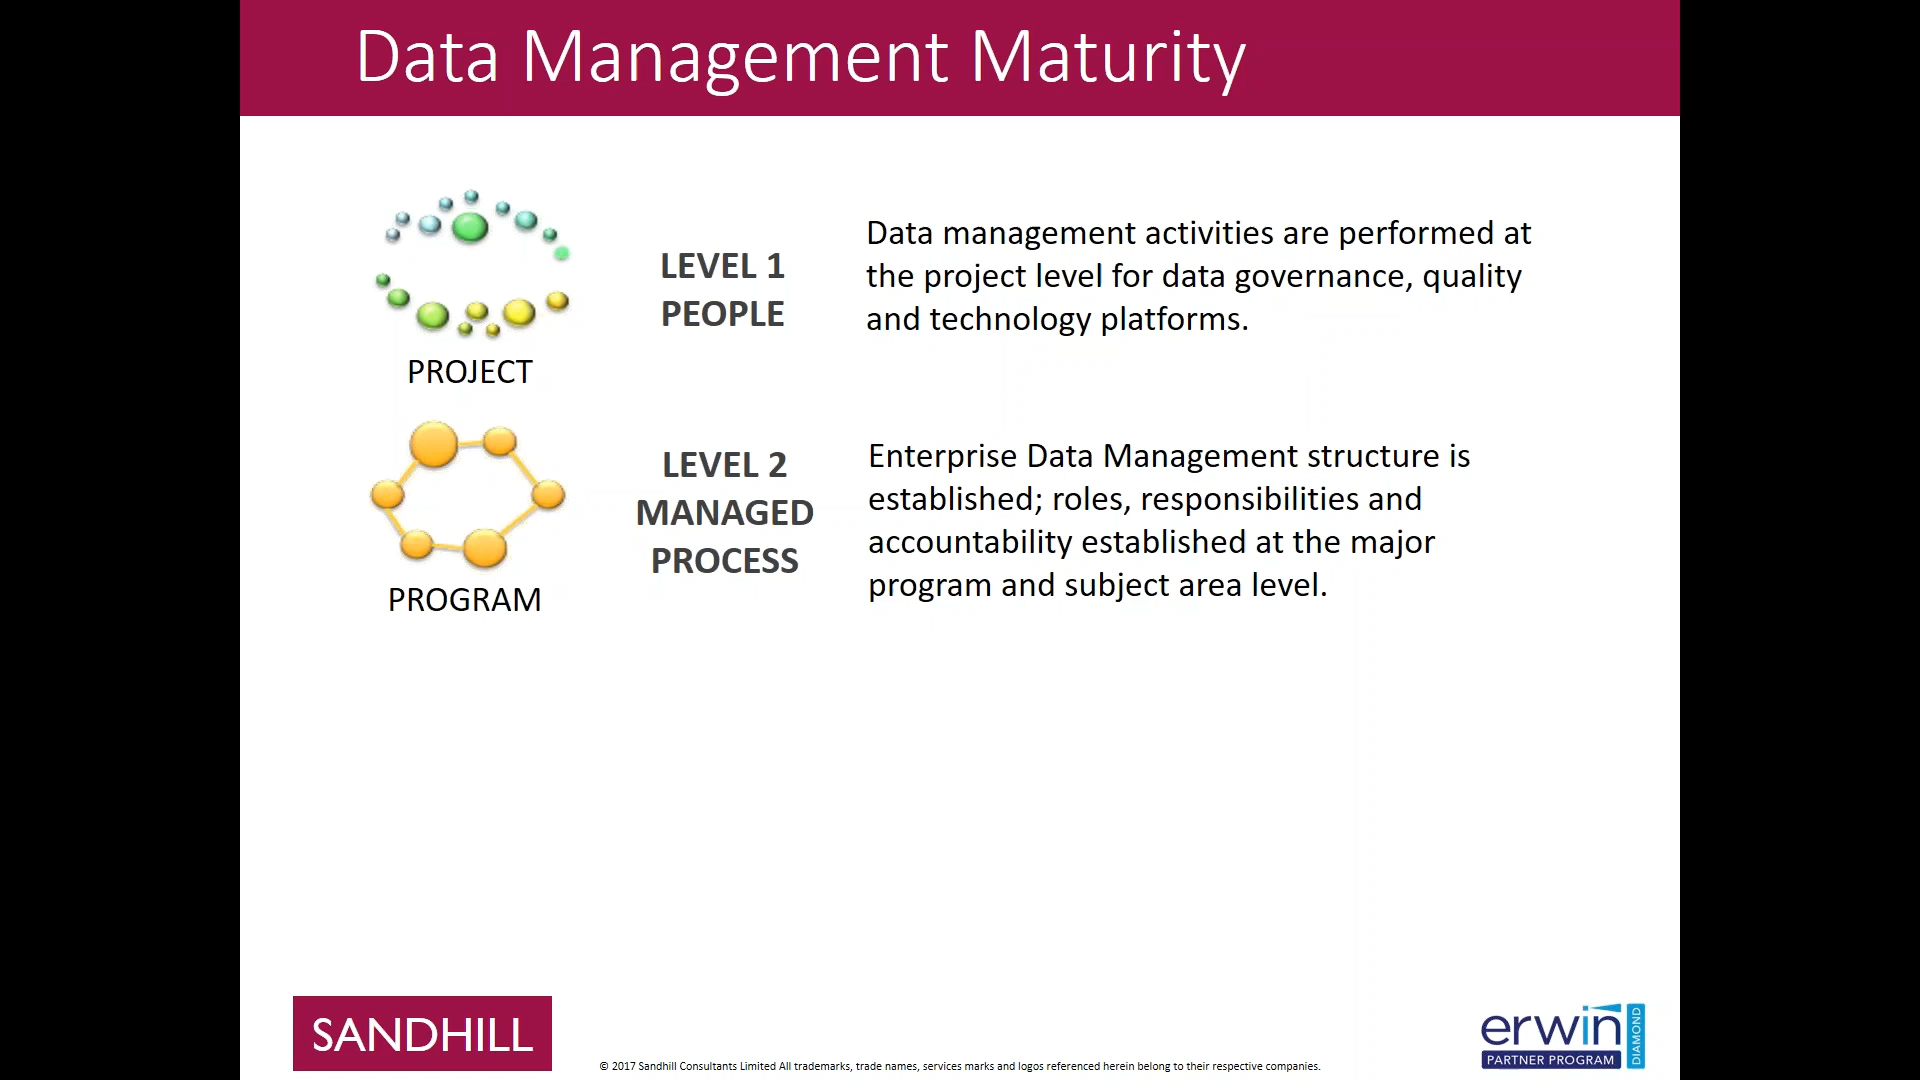 Data Management Maturity
LEVEL 1
PEOPLE
Data management activities are performed at
the project level for data governance, quality
and technology platforms.
PROJECT
LEVEL 2
MANAGED
PROCESS
Enterprise Data Management structure is
established; roles, responsibilities and
accountability established at the major
program and subject area level.
PROGRAM
SANDHILL
© 2017 Sandhill Consultants Limited All trademarks, trade names, services marks and logos referenced herein belong to their respective companies.
erwin
PARTNER PROGRAM
DIAMOND